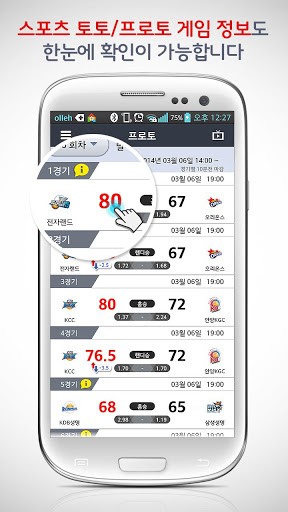 스포츠 토토/프로토 게임 정보도
한눈에 확인이 가능합니다
olleh 오후 12:27
프로토
회차
2014년 03월 06일 14:00 ~
경기별 10분전 마감
1경기 03월 06일 19:00
80 67
전자랜드 오리온스
03월 06일 19:00
-2.5 핸디승 67
1.72 - 1.68 오리온스
3경기 03월 06일 19:00
80 홈승 72
KCC 1.37 - 2.24 안양KGC
4경기 03월 06일 19:00
76.5 핸디승 72
KCC -3.5 1.70 - 1.70 안양KGC
5경기 03월 06일 19:00
68 홈승 65
KDB생명 2.98 - 1.19 삼성생명